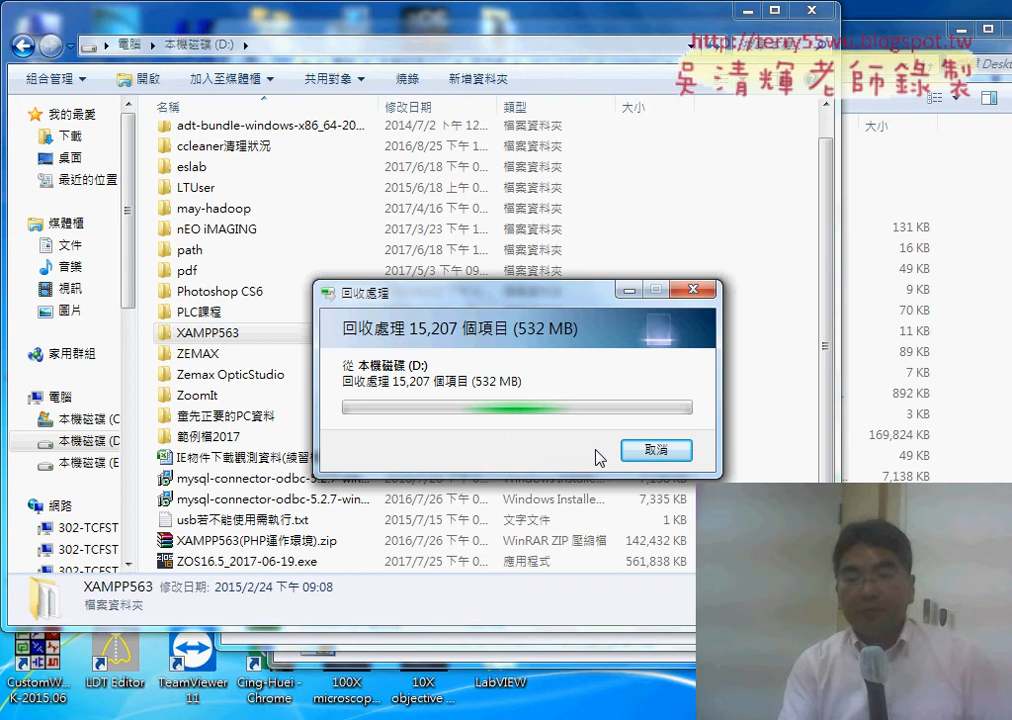 http://terry55wu.blogspot.tw
吳清輝老師錄製
電腦 ▸ 本機磁碟 (D:) ▸
組合管理 開啟 加入至媒體櫃 共用對象 燒錄 新增資料夾
名稱 修改日期 類型 大小
大小
我的最愛
下載
桌面
最近的位置
媒體櫃
文件
音樂
視訊
圖片
家用群組
電腦
本機磁碟 (C
本機磁碟 (D
本機磁碟 (E
網路
302-TCFST
302-TCFST
302-TCFST
adt-bundle-windows-x86_64-20... 2014/7/2 下午 12... 檔案資料夾
ccleaner清理狀況 2016/8/25 下午 1... 檔案資料夾
eslab 2017/6/18 下午 1... 檔案資料夾
LTUser 2015/6/18 上午 0... 檔案資料夾
may-hadoop 2017/4/16 下午 0... 檔案資料夾
nEO iMAGING 2017/3/23 下午 1... 檔案資料夾
path 2017/6/18 下午 1... 檔案資料夾
pdf 2017/5/3 下午 09... 檔案資料夾
Photoshop CS6
PLC課程
XAMPP563
ZEMAX
Zemax OpticStudio
ZoomIt
童先正要的PC資料
範例檔2017
IE物件下載觀測資料(練習
mysql-connector-odbc-5.2.7-win...
mysql-connector-odbc-5.2.7-win... 2016/7/26 下午 0... Windows Installe... 7,335 KB
usb若不能使用需執行.txt 2015/7/15 下午 0... 文字文件 1 KB
XAMPP563(PHP運作環境).zip 2016/7/26 下午 0... WinRAR ZIP 壓縮檔 142,432 KB
ZOS16.5_2017-06-19.exe 2017/7/25 下午 0... 應用程式 561,838 KB
131 KB
16 KB
49 KB
9 KB
70 KB
11 KB
89 KB
7 KB
892 KB
3 KB
169,824 KB
49 KB
7,138 KB
回收處理
回收處理 15,207 個項目 (532 MB)
從 本機磁碟 (D:)
回收處理 15,207 個項目 (532 MB)
取消
XAMPP563 修改日期: 2015/2/24 下午 09:08
檔案資料夾
CustomW...
K-2015.06
LDT Editor
TeamViewer
11
Cing-Huei -
Chrome
100X
microscop...
10X
objective ...
LabVIEW